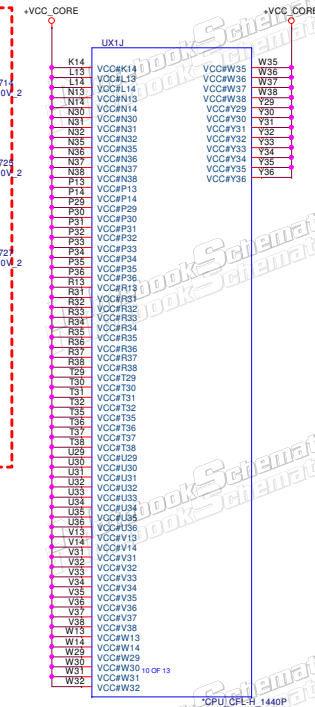 +VCC_CORE +VCC_CORE
UX1J
K14 VCC#K14 VCC#W35 W35
L13 VCC#L13 VCC#W36 W36
L14 VCC#L14 VCC#W37 W37
N13 VCC#N13 VCC#W38 W38
N14 VCC#N14 VCC#Y29 Y29
N30 VCC#N30 VCC#Y30 Y30
N31 VCC#N31 VCC#Y31 Y31
N32 VCC#N32 VCC#Y32 Y32
N35 VCC#N35 VCC#Y33 Y33
N36 VCC#N36 VCC#Y34 Y34
N37 VCC#N37 VCC#Y35 Y35
N38 VCC#N38 VCC#Y36 Y36
P13 VCC#P13
P14 VCC#P14
P29 VCC#P29
P30 VCC#P30
P31 VCC#P31
P32 VCC#P32
P33 VCC#P33
P34 VCC#P34
P35 VCC#P35
P36 VCC#P36
R13 VCC#R13
R31 VCC#R31
R32 VCC#R32
R33 VCC#R33
R34 VCC#R34
R35 VCC#R35
R36 VCC#R36
R37 VCC#R37
R38 VCC#R38
T29 VCC#T29
T30 VCC#T30
T31 VCC#T31
T32 VCC#T32
T35 VCC#T35
T36 VCC#T36
T37 VCC#T37
T38 VCC#T38
U29 VCC#U29
U30 VCC#U30
U31 VCC#U31
U32 VCC#U32
U33 VCC#U33
U34 VCC#U34
U35 VCC#U35
U36 VCC#U36
V13 VCC#V13
V14 VCC#V14
V31 VCC#V31
V32 VCC#V32
V33 VCC#V33
V34 VCC#V34
V35 VCC#V35
V36 VCC#V36
V37 VCC#V37
V38 VCC#V38
W13 VCC#W13
W14 VCC#W14
W29 VCC#W29
W30 VCC#W30 10 OF 13
W31 VCC#W31
W32 VCC#W32
*CPU_CFL-H_1440P